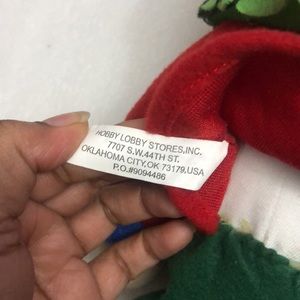 HOBBY LOBBY STORES,INC.
7707 S.W.44TH ST.
OKLAHOMA CITY,OK 73179,USA
P.O.#9094486